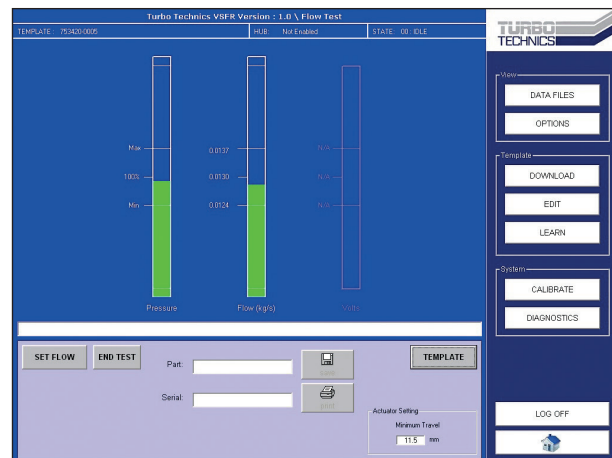 Turbo Technics VSFR Version : 1.0 \ Flow Test
TEMPLATE : 753420-0005 HUB: Not Enabled STATE: 00 : IDLE
TURBO
TECHNICS
View
DATA FILES
OPTIONS
Template
DOWNLOAD
EDIT
LEARN
System
CALIBRATE
DIAGNOSTICS
LOG OFF
Max 0.0137 N/A
100% 0.0130 N/A
Min 0.0124 N/A
Pressure Flow (kg/s) Volts
SET FLOW END TEST TEMPLATE
Part:
Serial:
print
Actuator Setting
Minimum Travel
11.5 mm